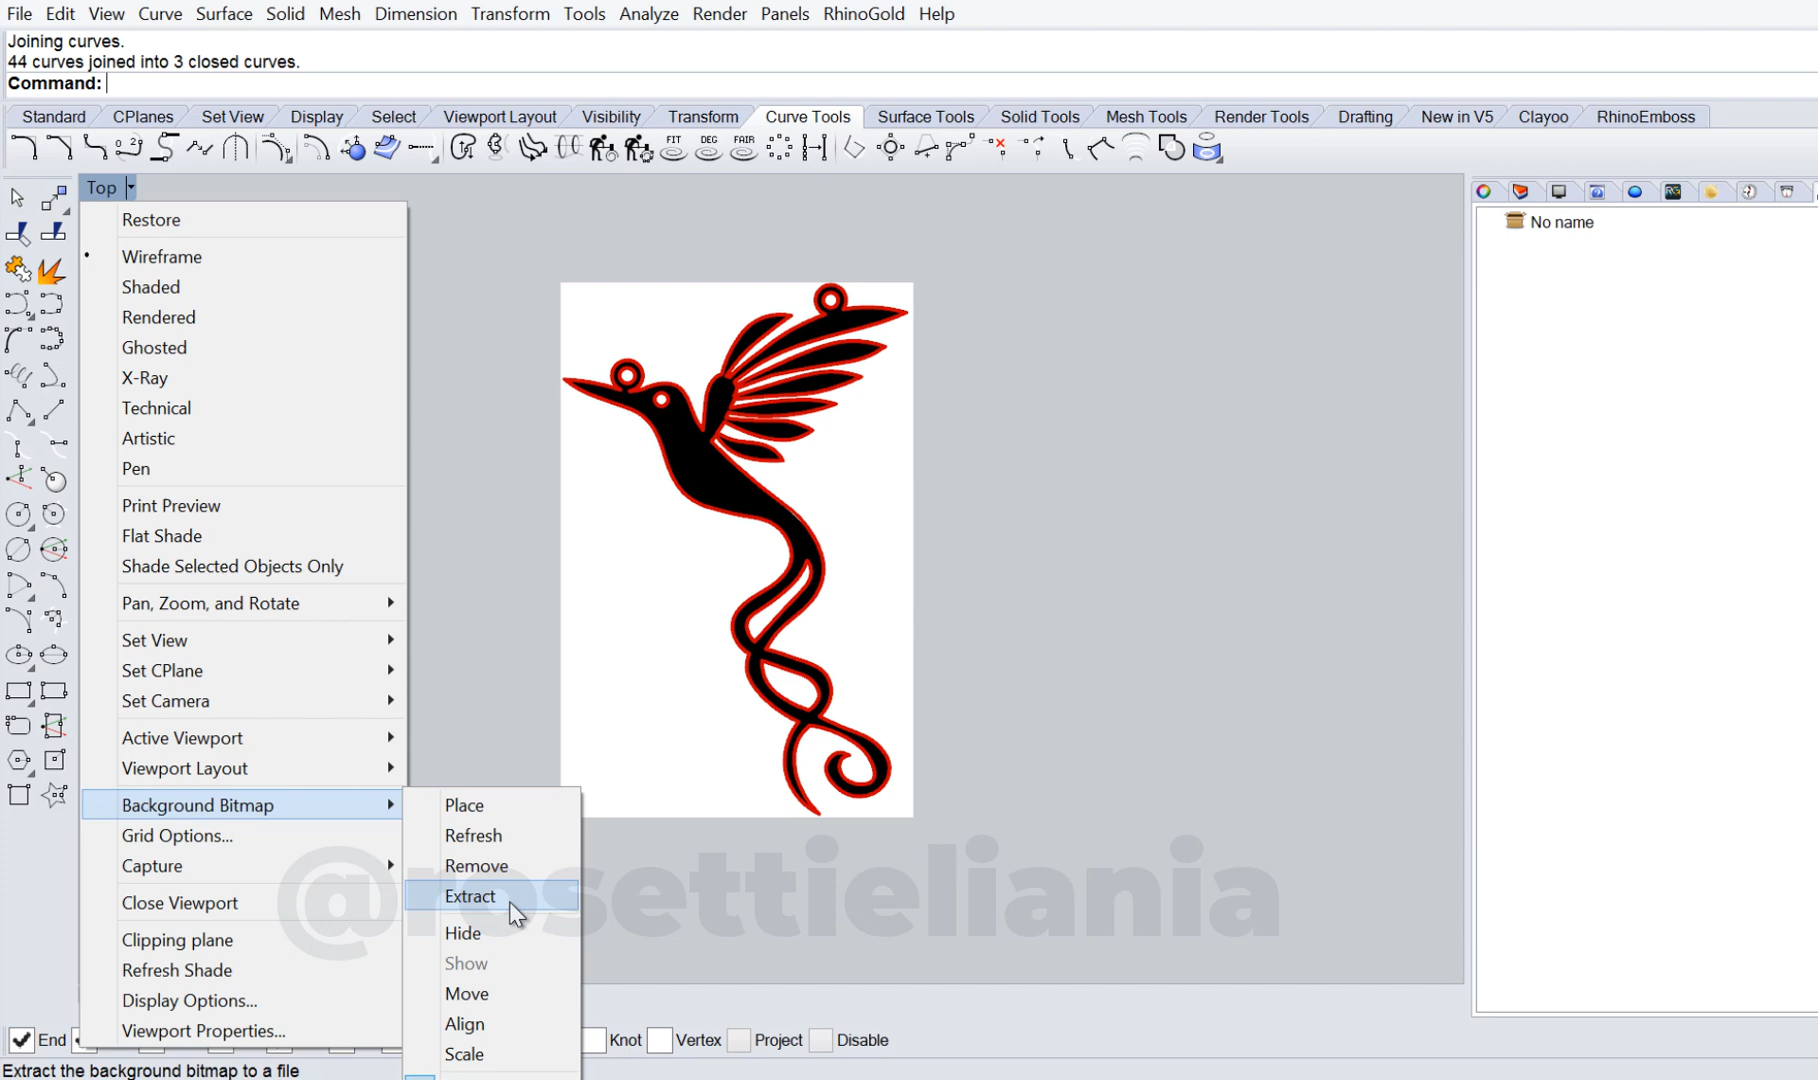 File Edit View Curve Surface Solid Mesh Dimension Transform Tools Analyze Render Panels RhinoGold Help
Joining curves.
44 curves joined into 3 closed curves.
Command:
Standard CPlanes Set View Display Select Viewport Layout Visibility Transform Curve Tools Surface Tools Solid Tools Mesh Tools Render Tools Drafting New in V5 Clayoo RhinoEmboss
FIT DEG FAIR
Top
No name
Restore
Wireframe
Shaded
Rendered
Ghosted
X-Ray
Technical
Artistic
Pen
Print Preview
Flat Shade
Shade Selected Objects Only
Pan, Zoom, and Rotate
Set View
Set CPlane
Set Camera
Active Viewport
Viewport Layout
Background Bitmap
Grid Options...
Capture
Close Viewport
Clipping plane
Refresh Shade
Display Options...
Viewport Properties...
Place
Refresh
Remove
Extract
Hide
Show
Move
Align
Scale
@rosettieliania
End Knot Vertex Project Disable
Extract the background bitmap to a file